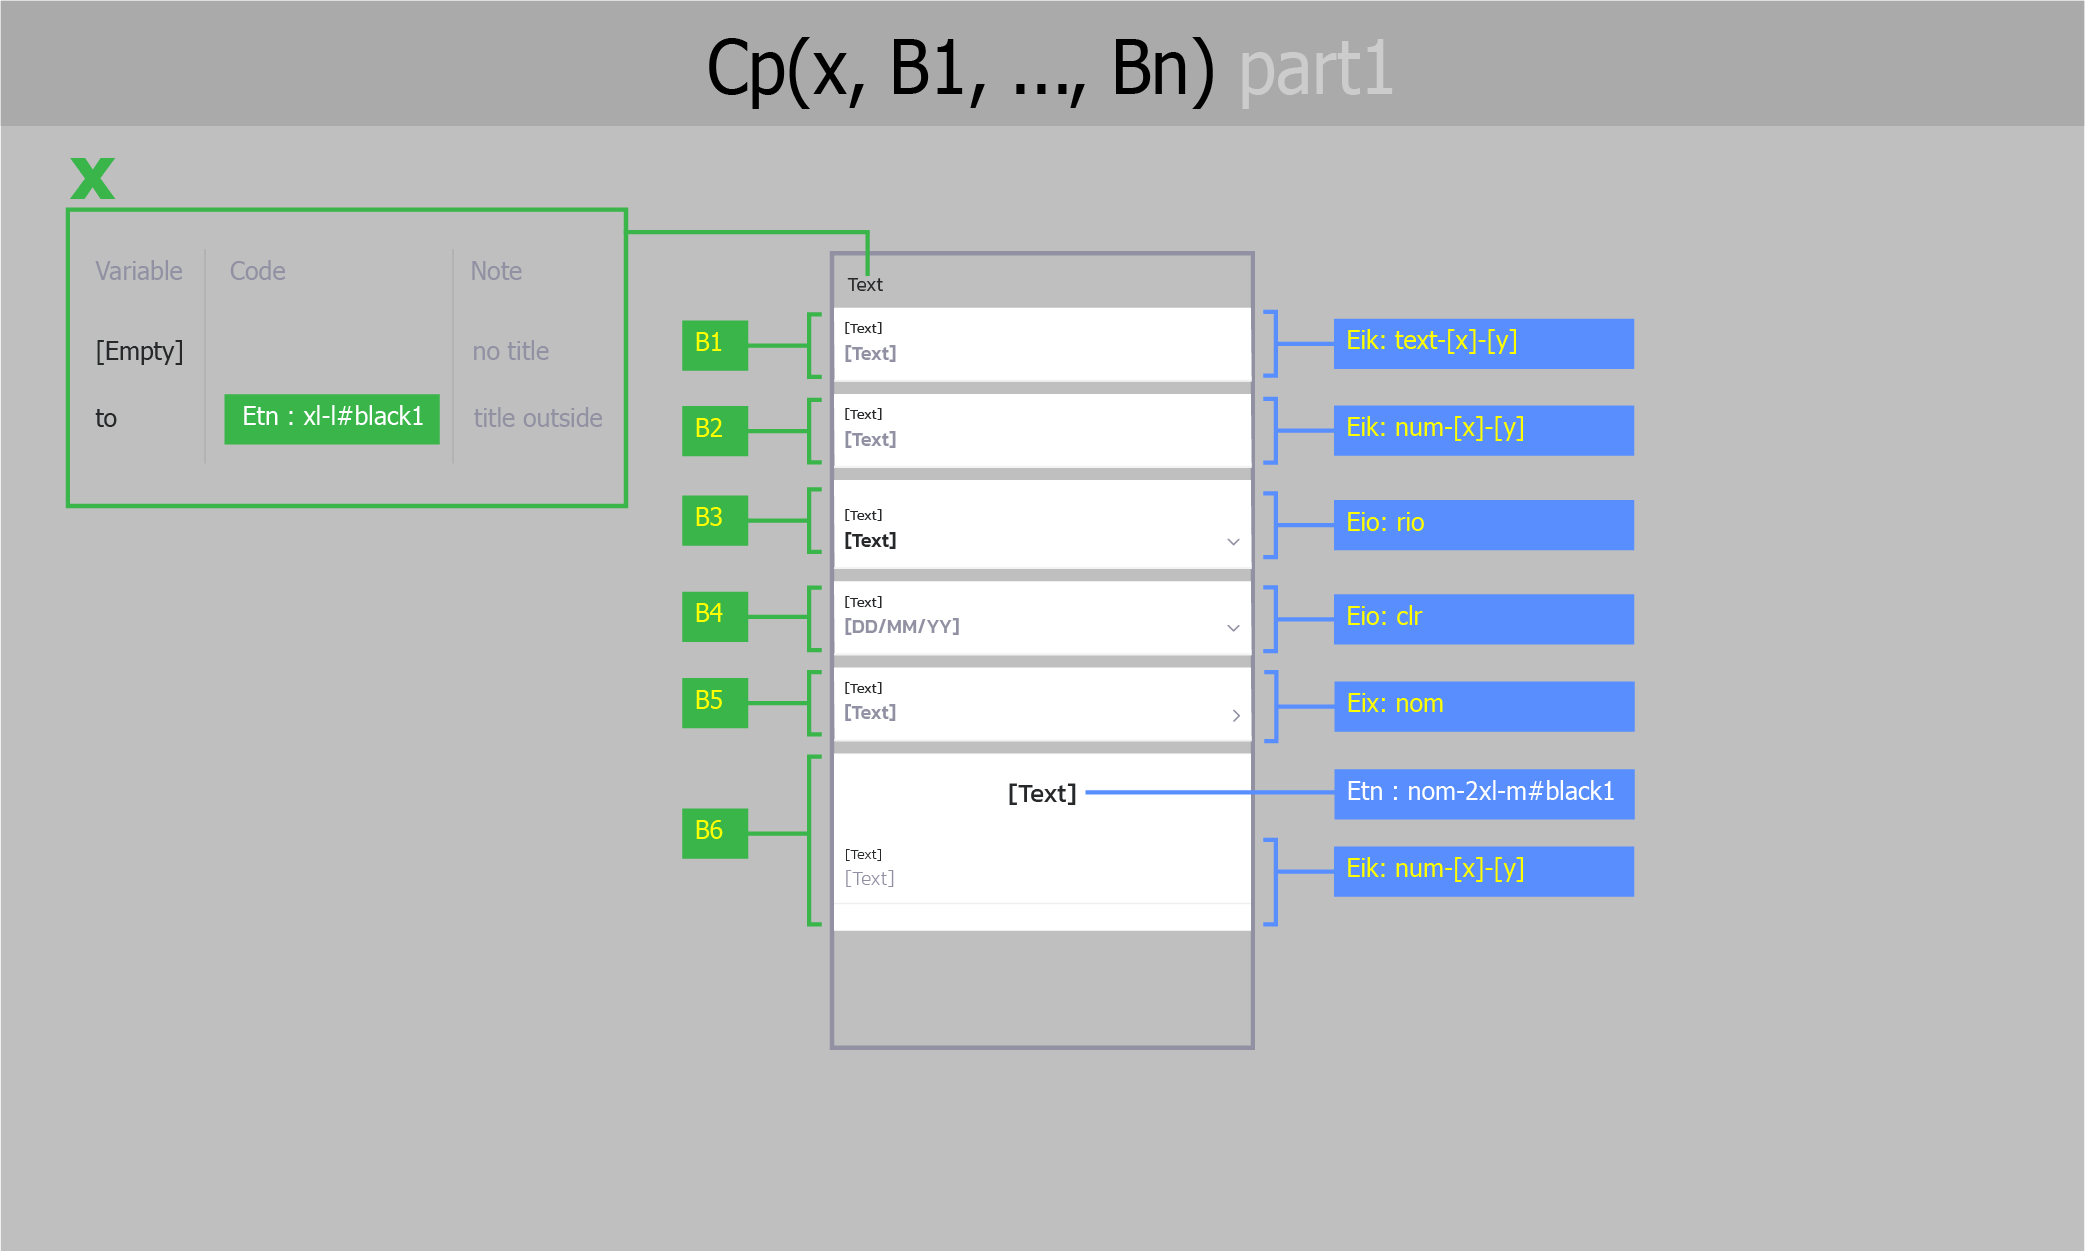 Cp(x, B1, ..., Bn) part1
x
Variable Code Note
[Empty] no title
to Etn : xl-l#black1 title outside
Text
B1
[Text]
[Text]
Eik: text-[x]-[y]
B2
[Text]
[Text]
Eik: num-[x]-[y]
B3
[Text]
[Text]
Eio: rio
B4
[Text]
[DD/MM/YY]
Eio: clr
B5
[Text]
[Text]
Eix: nom
B6
[Text]
Etn : nom-2xl-m#black1
[Text]
[Text]
Eik: num-[x]-[y]